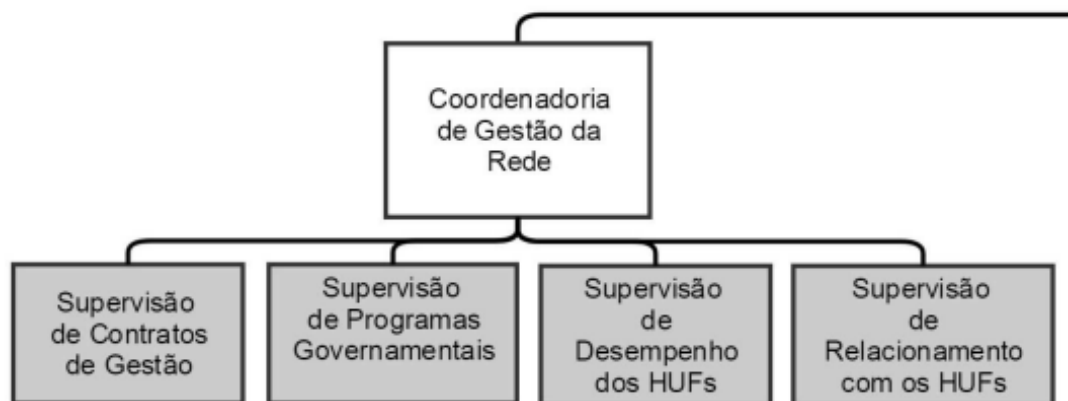 Coordenadoria
de Gestão da
Rede
Supervisão
de Contratos
de Gestão
Supervisão
de Programas
Governamentais
Supervisão
de
Desempenho
dos HUFs
Supervisão
de
Relacionamento
com os HUFs